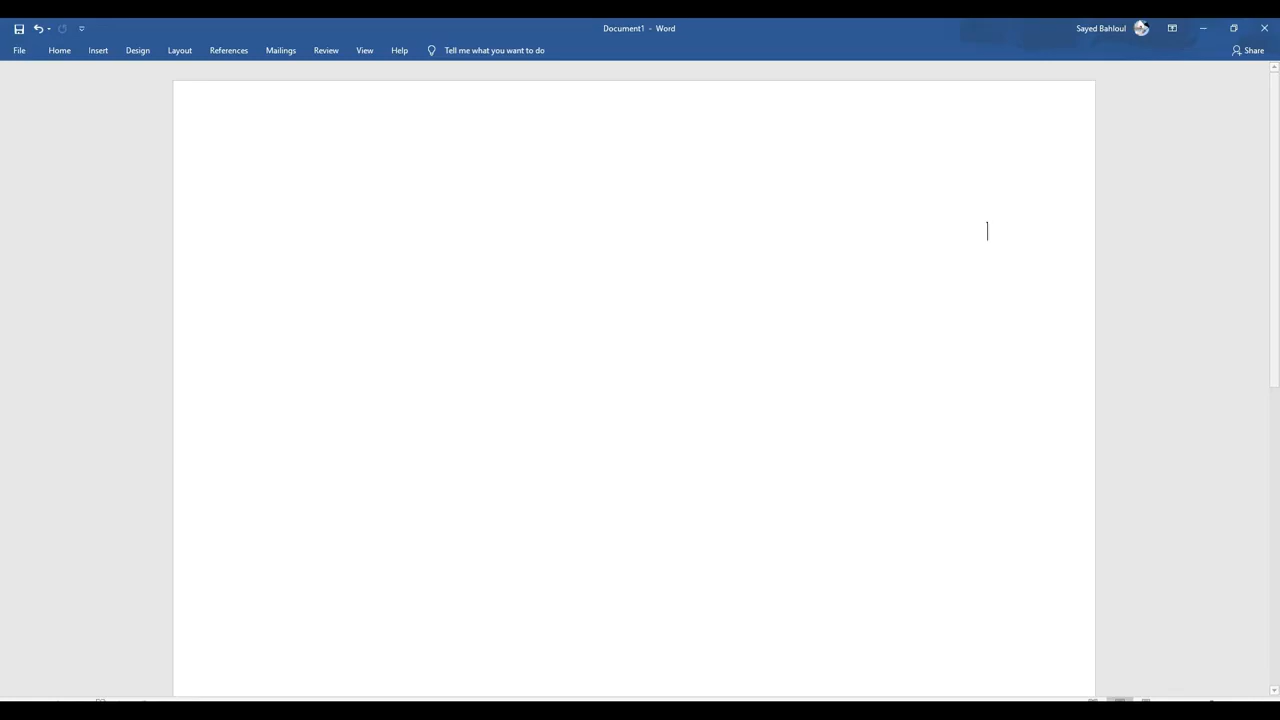 Document1 - Word
Sayed Bahloul
File Home Insert Design Layout References Mailings Review View Help Tell me what you want to do
Share